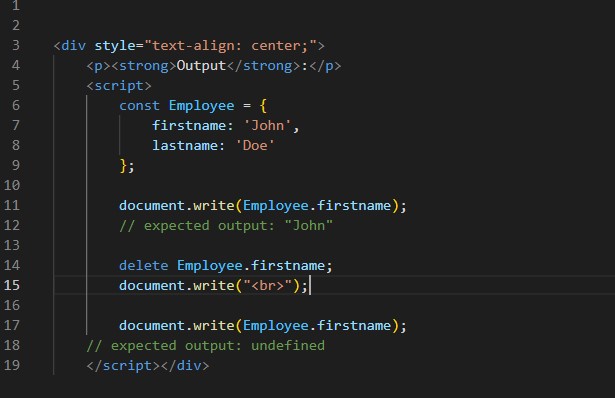 1
2
3 <div style="text-align: center;">
4 <p><strong>Output</strong>:</p>
5 <script>
6 const Employee = {
7 firstname: 'John',
8 lastname: 'Doe'
9 };
10
11 document.write(Employee.firstname);
12 // expected output: "John"
13
14 delete Employee.firstname;
15 document.write("<br>");
16
17 document.write(Employee.firstname);
18 // expected output: undefined
19 </script></div>